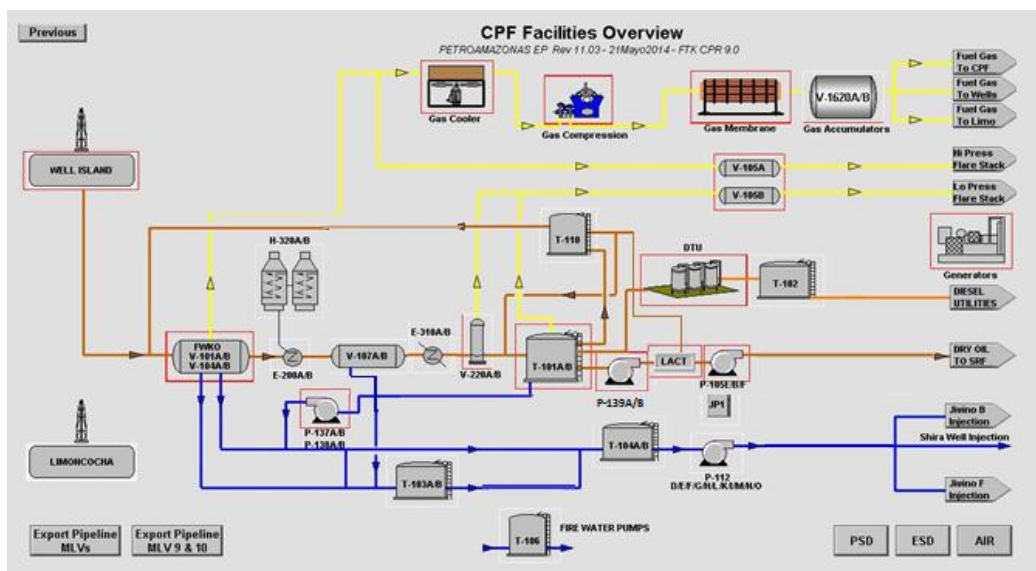 Previous
CPF Facilities Overview
PETROAMAZONAS EP Rev 11.03 - 21Mayo2014 - FTK CPR 9.0
Fuel Gas
To CPF
Fuel Gas
To Wells
Fuel Gas
To Limo
V-1620A/B
Gas Cooler
Gas Compression
Gas Membrane
Gas Accumulators
WELL ISLAND
V-105A
Hi Press
Flare Stack
V-105B
Lo Press
Flare Stack
T-110
H-320A/B
DTU
T-102
Generators
DIESEL
UTILITIES
FWKO
V-101A/B
V-104A/B
E-200A/B
V-107A/B
E-310A/B
V-220A/B
T-101A/B
P-139A/B
LACT
P-105E/B/F
DRY OIL
TO SRF
JP1
P-137A/B
P-138A/B
LIMONCOCHA
T-103A/B
T-104A/B
P-112
Jivino B
Injection
Shira Well Injection
Jivino F
Injection
T-106
FIRE WATER PUMPS
Export Pipeline
MLVs
Export Pipeline
MLV 9 & 10
PSD
ESD
AIR